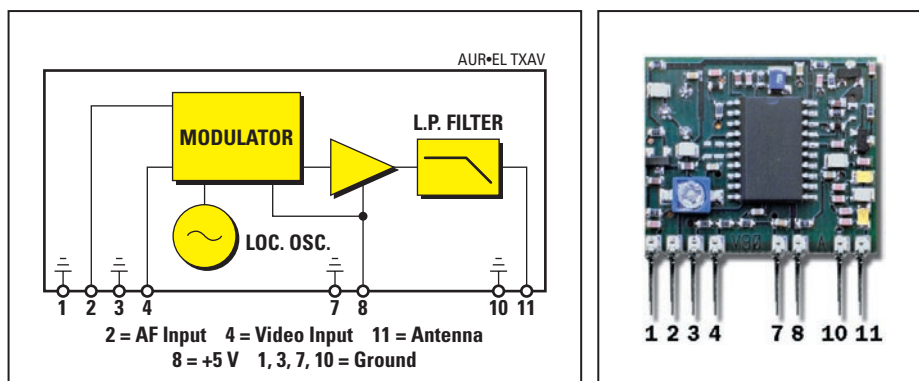 AUR•EL TXAV
MODULATOR
L.P. FILTER
LOC. OSC.
1 2 3 4 7 8 10 11
2 = AF Input 4 = Video Input 11 = Antenna
8 = +5 V 1, 3, 7, 10 = Ground
V90 A
1 2 3 4 7 8 10 11